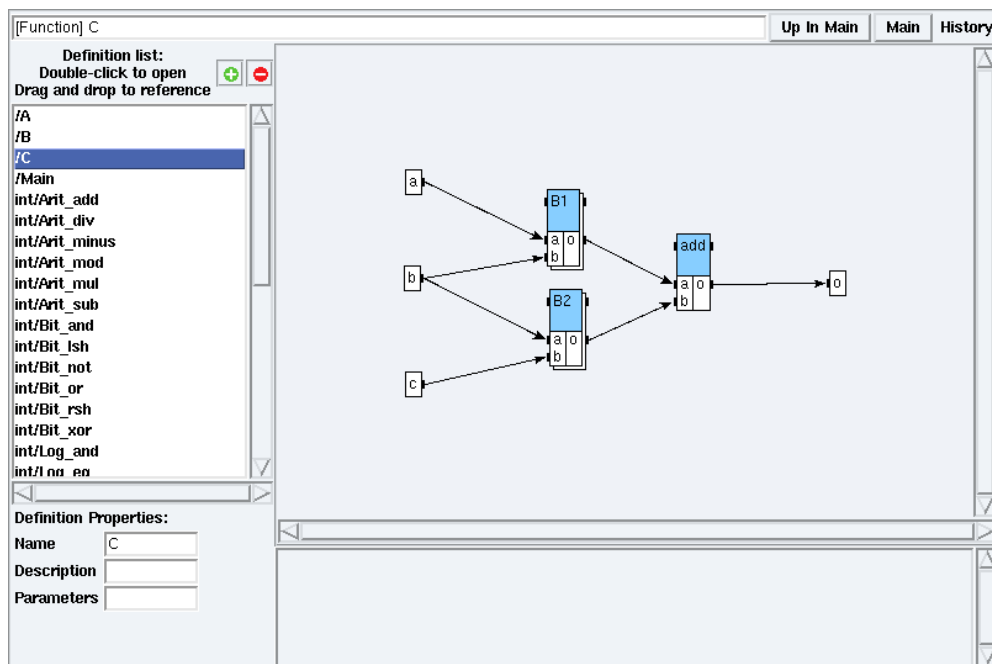 [Function] C
Up In Main
Main
History
Definition list:
Double-click to open
Drag and drop to reference
/A
/B
/C
/Main
int/Arit_add
int/Arit_div
int/Arit_minus
int/Arit_mod
int/Arit_mul
int/Arit_sub
int/Bit_and
int/Bit_lsh
int/Bit_not
int/Bit_or
int/Bit_rsh
int/Bit_xor
int/Log_and
int/Log_eq
Definition Properties:
Name C
Description
Parameters
a
b
c
B1
a o
b
B2
a o
b
add
a o
b
o